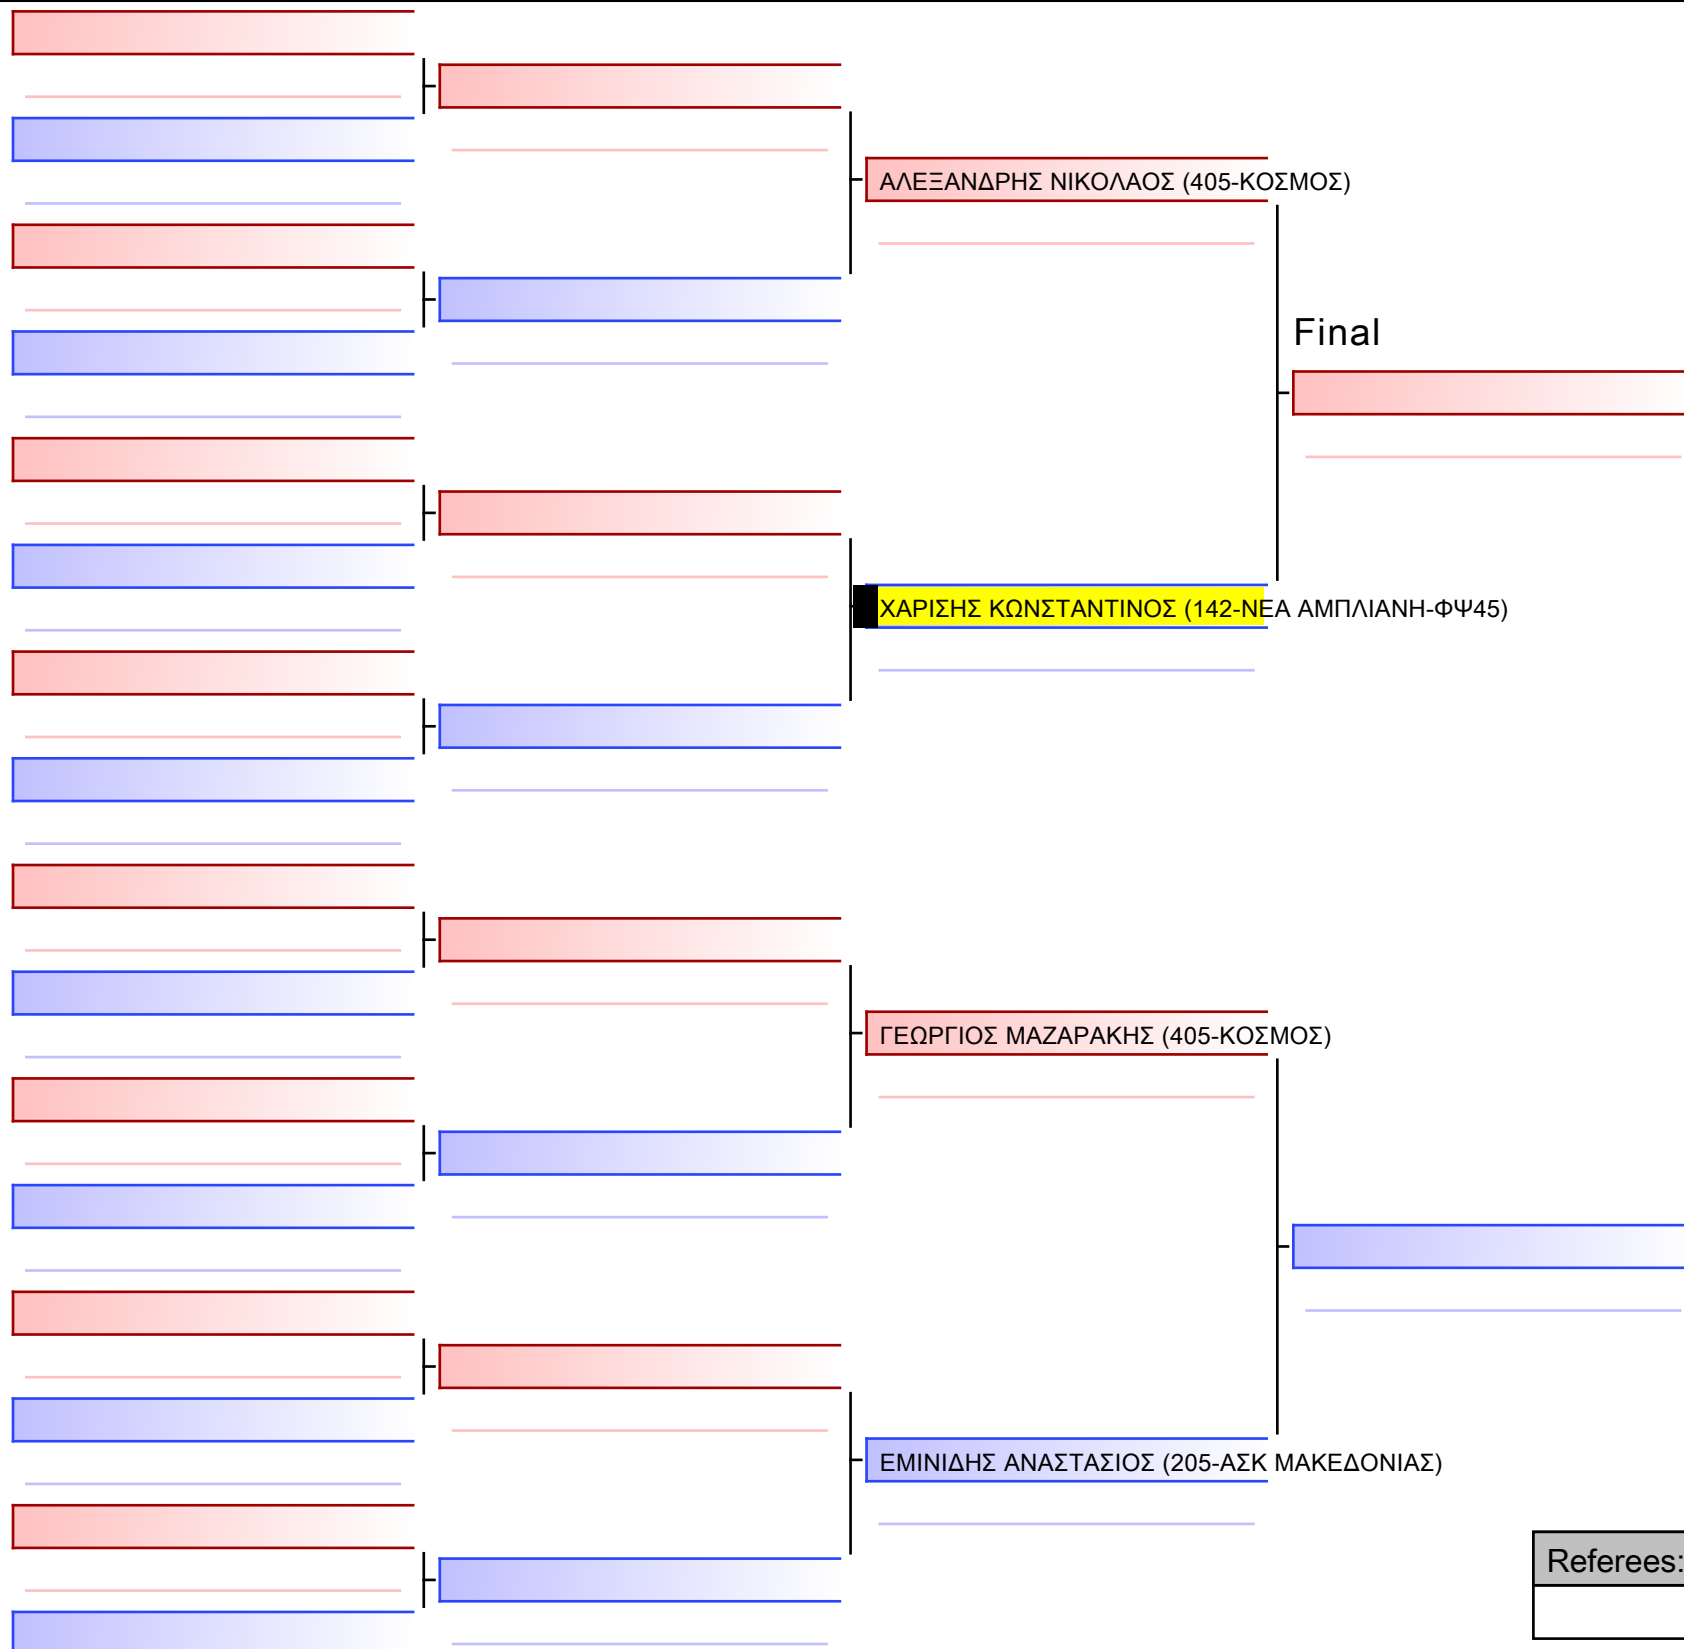 ΑΛΕΞΑΝΔΡΗΣ ΝΙΚΟΛΑΟΣ (405-ΚΟΣΜΟΣ)
Final
ΧΑΡΙΣΗΣ ΚΩΝΣΤΑΝΤΙΝΟΣ (142-ΝΕΑ ΑΜΠΛΙΑΝΗ-ΦΨ45)
ΓΕΩΡΓΙΟΣ ΜΑΖΑΡΑΚΗΣ (405-ΚΟΣΜΟΣ)
ΕΜΙΝΙΔΗΣ ΑΝΑΣΤΑΣΙΟΣ (205-ΑΣΚ ΜΑΚΕΔΟΝΙΑΣ)
Referees: